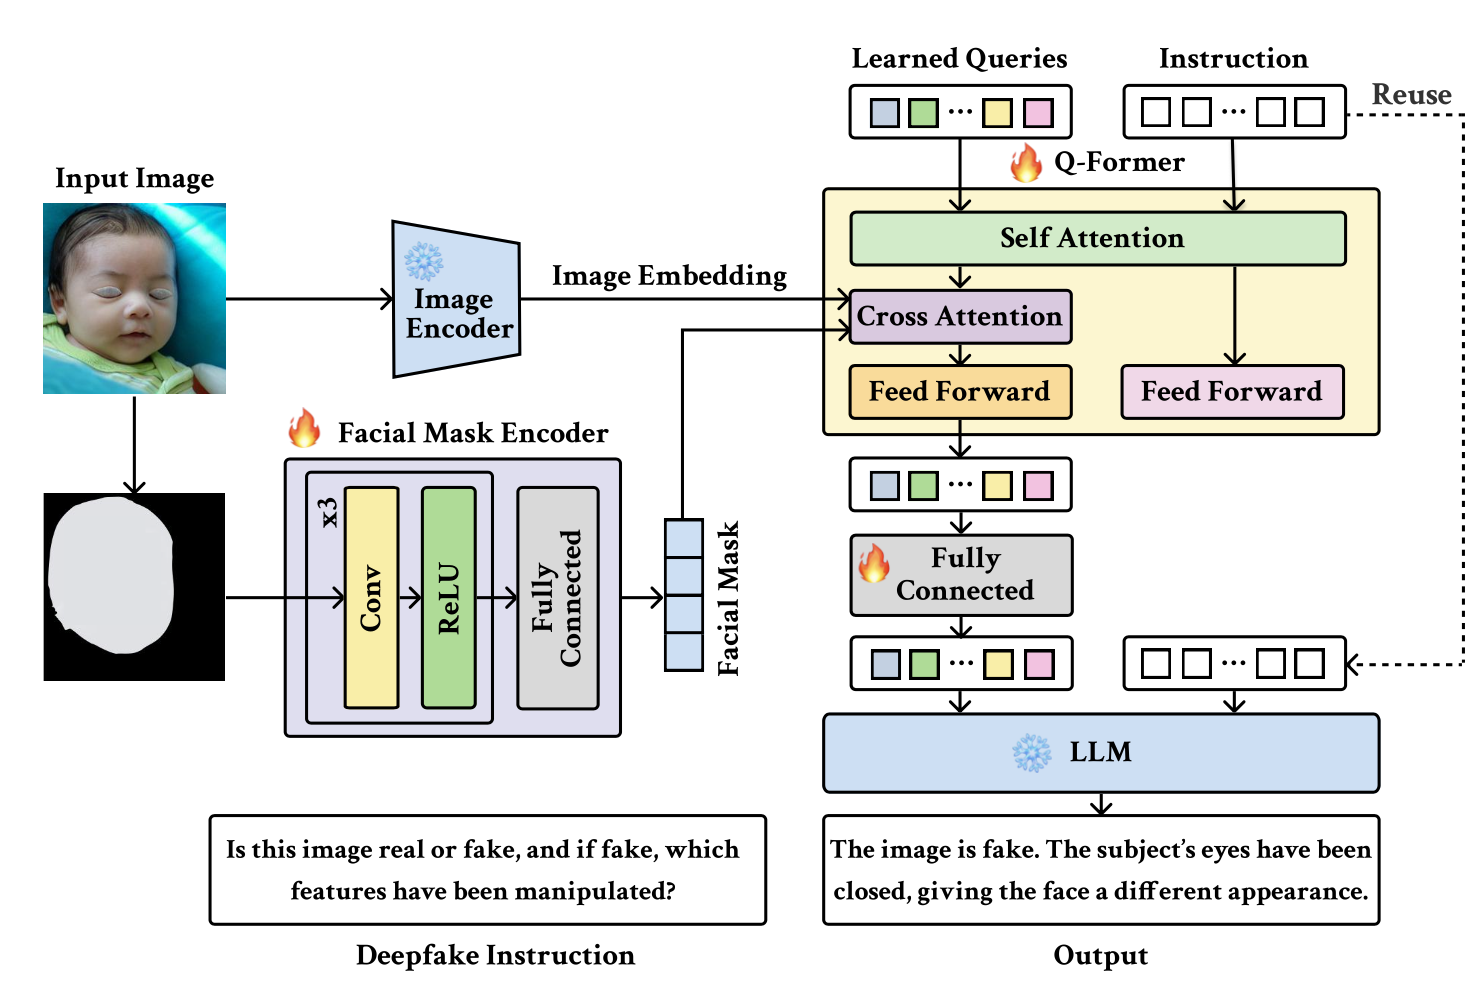 Learned Queries
Instruction
Reuse
Q-Former
Input Image
Self Attention
Image Embedding
Image
Encoder
Cross Attention
Feed Forward
Feed Forward
Facial Mask Encoder
x3
Conv
ReLU
Fully
Connected
Facial Mask
Fully
Connected
LLM
Is this image real or fake, and if fake, which
features have been manipulated?
Deepfake Instruction
The image is fake. The subject's eyes have been
closed, giving the face a different appearance.
Output